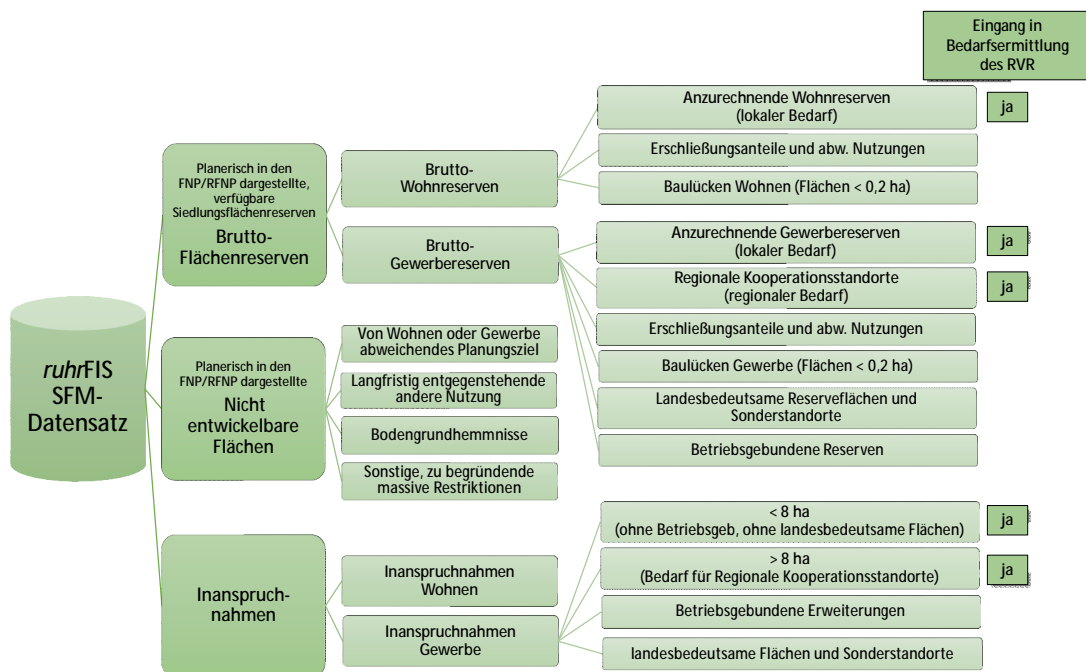 Eingang in
Bedarfsermittlung
des RVR
ruhrFIS
SFM-
Datensatz
Planerisch in den
FNP/RFNP dargestellte,
verfügbare
Siedlungsflächenreserven
Brutto-
Flächenreserven
Brutto-
Wohnreserven
Anzurechnende Wohnreserven
(lokaler Bedarf)
ja
Erschließungsanteile und abw. Nutzungen
Baulücken Wohnen (Flächen < 0,2 ha)
Brutto-
Gewerbereserven
Anzurechnende Gewerbereserven
(lokaler Bedarf)
ja
Regionale Kooperationsstandorte
(regionaler Bedarf)
ja
Erschließungsanteile und abw. Nutzungen
Baulücken Gewerbe (Flächen < 0,2 ha)
Landesbedeutsame Reserveflächen und
Sonderstandorte
Betriebsgebundene Reserven
Planerisch in den
FNP/RFNP dargestellte
Nicht
entwickelbare
Flächen
Von Wohnen oder Gewerbe
abweichendes Planungsziel
Langfristig entgegenstehende
andere Nutzung
Bodengrundhemmnisse
Sonstige, zu begründende
massive Restriktionen
Inanspruch-
nahmen
Inanspruchnahmen
Wohnen
Inanspruchnahmen
Gewerbe
< 8 ha
(ohne Betriebsgeb, ohne landesbedeutsame Flächen)
ja
> 8 ha
(Bedarf für Regionale Kooperationsstandorte)
ja
Betriebsgebundene Erweiterungen
landesbedeutsame Flächen und Sonderstandorte